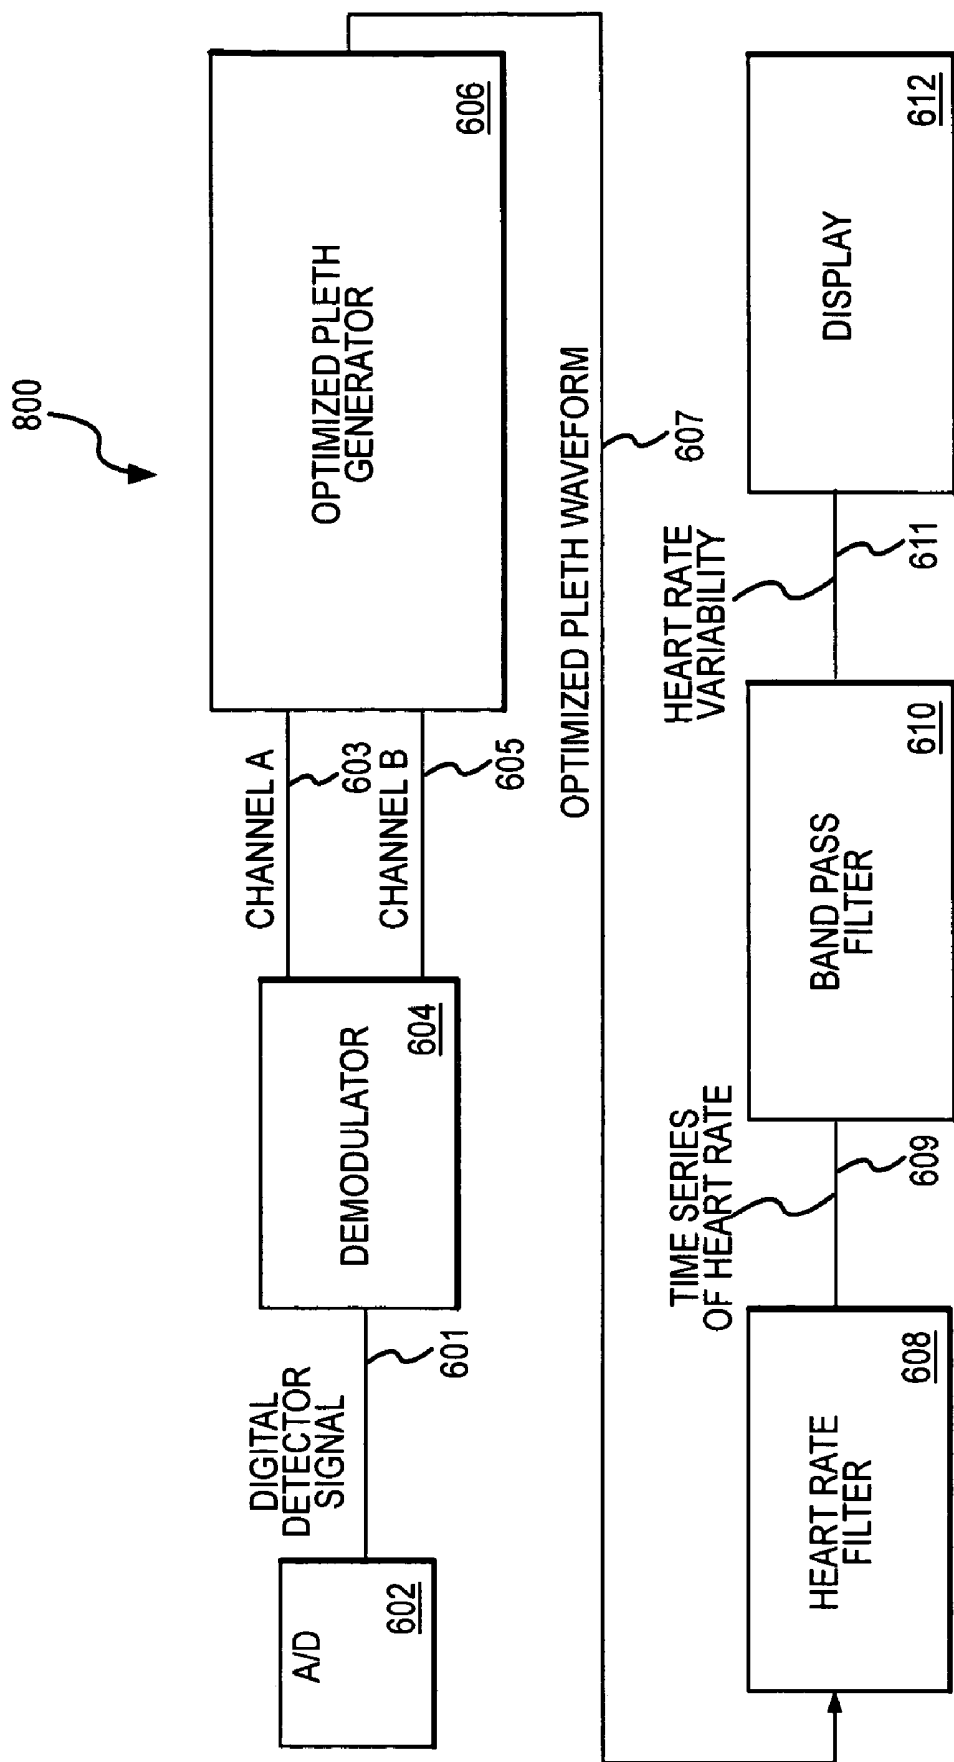 800
A/D
602
DIGITAL
DETECTOR
SIGNAL
601
DEMODULATOR
604
CHANNEL A
603
CHANNEL B
605
OPTIMIZED PLETH
GENERATOR
606
OPTIMIZED PLETH WAVEFORM
607
HEART RATE
FILTER
608
TIME SERIES
OF HEART RATE
609
BAND PASS
FILTER
610
HEART RATE
VARIABILITY
611
DISPLAY
612